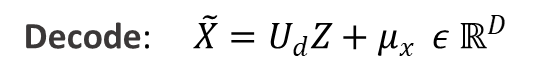 Decode: X̃ = U_d Z + μ_x ϵ ℝ^D